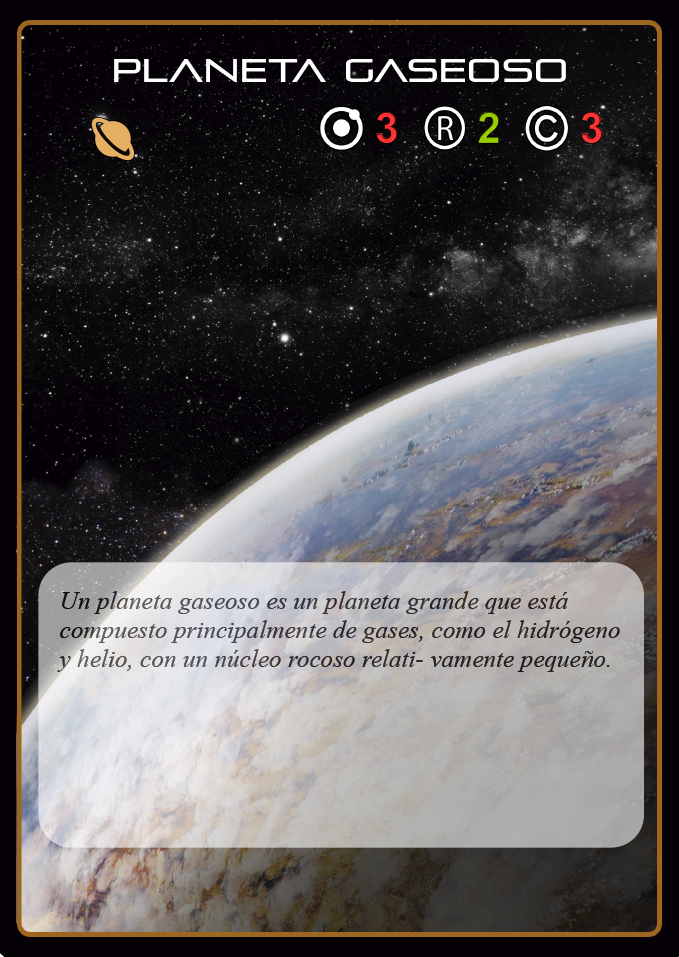 PLANETA GASEOSO
3 R 2 C 3
Un planeta gaseoso es un planeta grande que está
compuesto principalmente de gases, como el hidrógeno
y helio, con un núcleo rocoso relati- vamente pequeño.